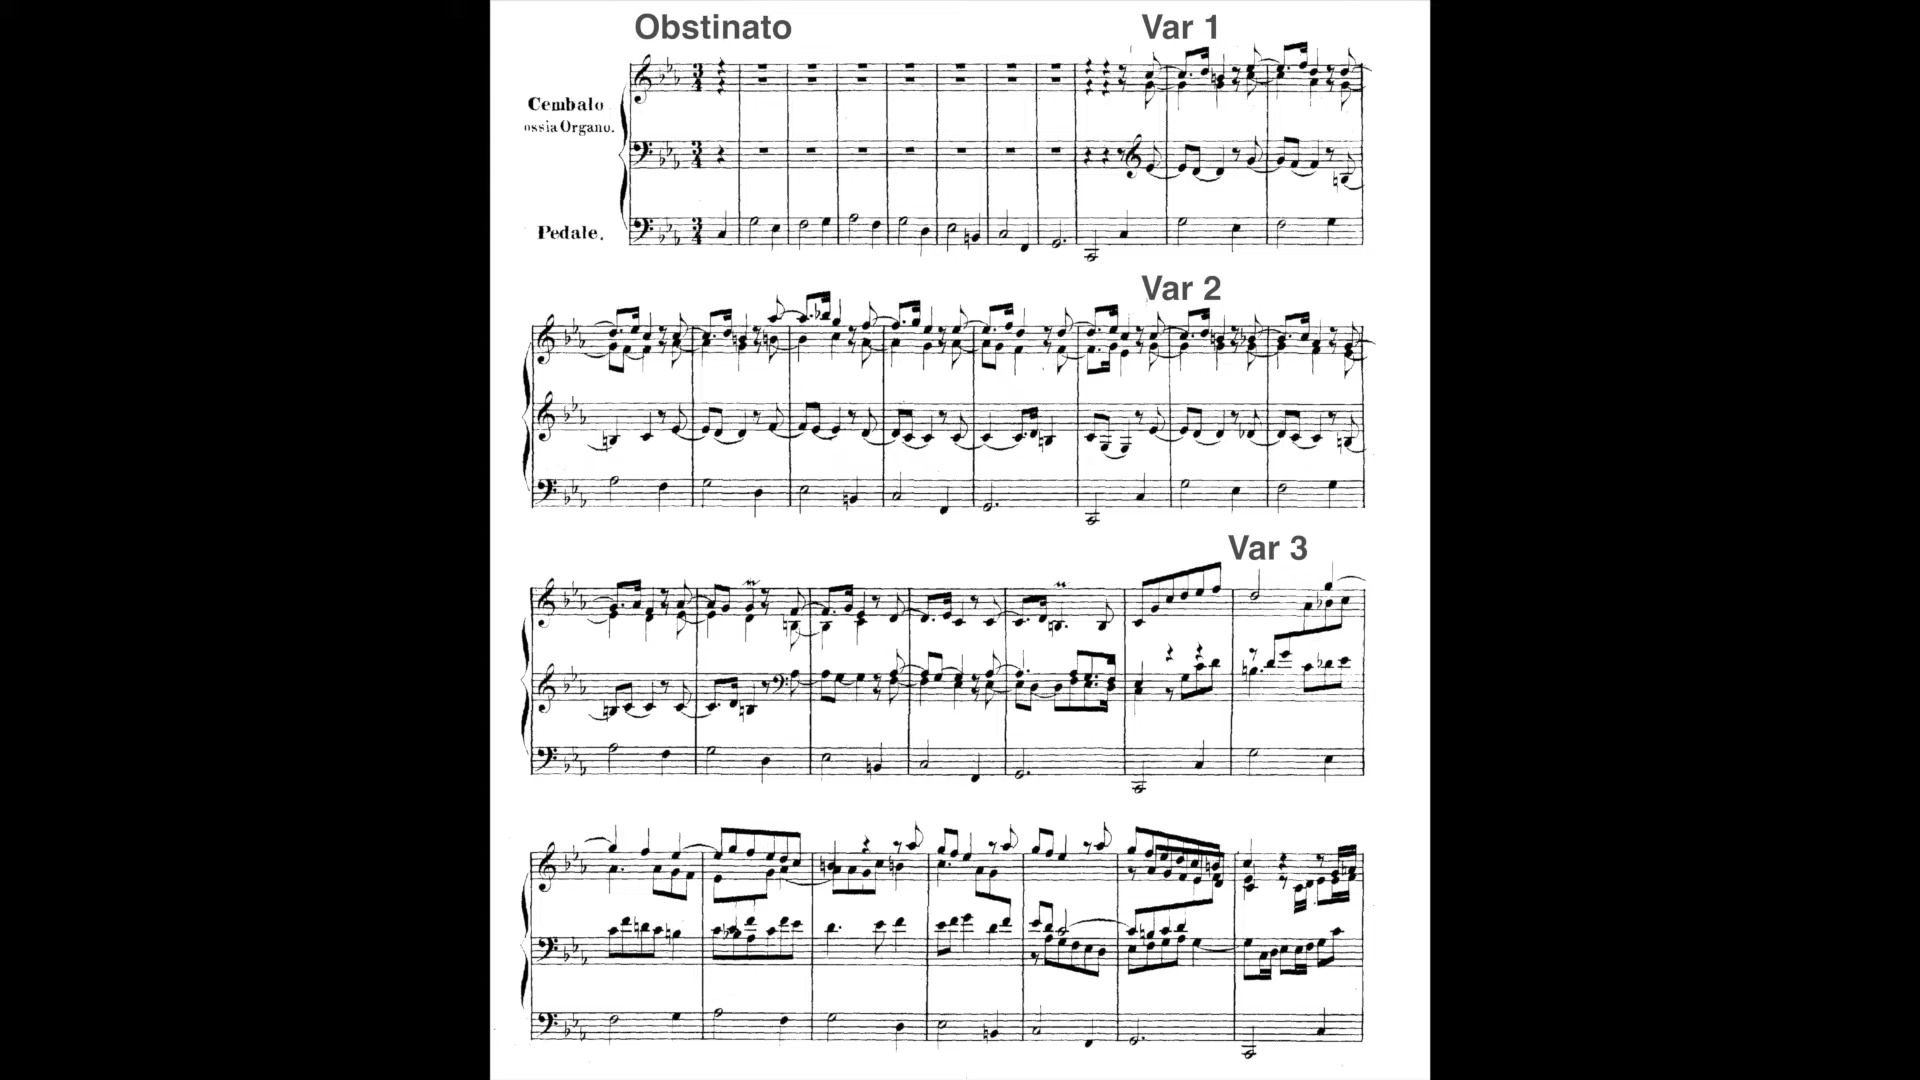 Obstinato
Var 1
Cembalo
ossia Organo.
Pedale.
Var 2
Var 3